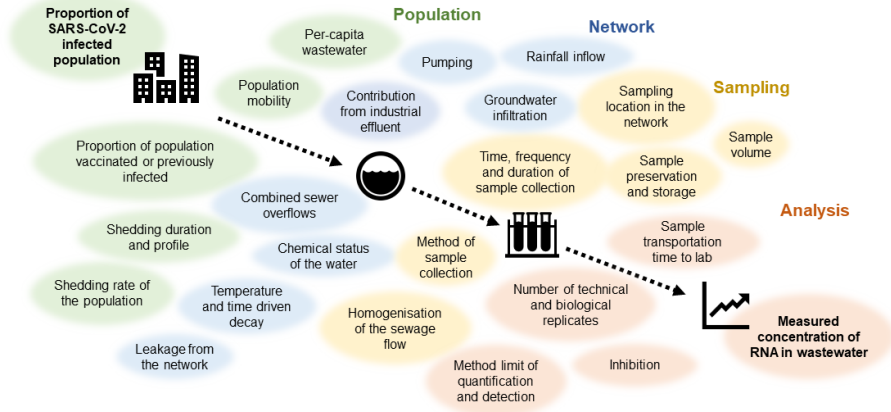 Proportion of
SARS-CoV-2
infected
population
Population
Per-capita
wastewater
Network
Pumping
Rainfall inflow
Population
mobility
Contribution
from industrial
effluent
Groundwater
infiltration
Sampling
location in the
network
Sampling
Sample
volume
Proportion of population
vaccinated or previously
infected
Time, frequency
and duration of
sample collection
Sample
preservation
and storage
Combined sewer
overflows
Analysis
Shedding duration
and profile
Chemical status
of the water
Method of
sample
collection
Sample
transportation
time to lab
Shedding rate of
the population
Temperature
and time driven
decay
Homogenisation
of the sewage
flow
Number of technical
and biological
replicates
Measured
concentration of
RNA in wastewater
Leakage from
the network
Method limit of
quantification
and detection
Inhibition